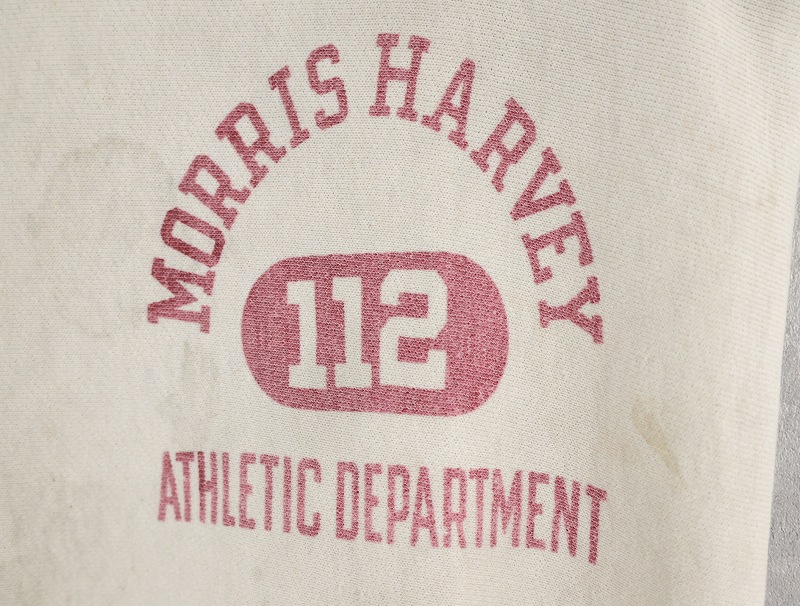 MORRIS HARVEY
112
ATHLETIC DEPARTMENT